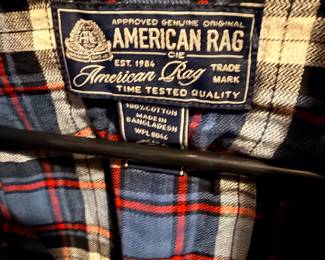 APPROVED GENUINE ORIGINAL
AMERICAN RAG
CIE
EST. 1984
TRADE
American Rag
MARK
TIME TESTED QUALITY
100% COTTON
MADE IN
BANGLADESH
WPL 8066